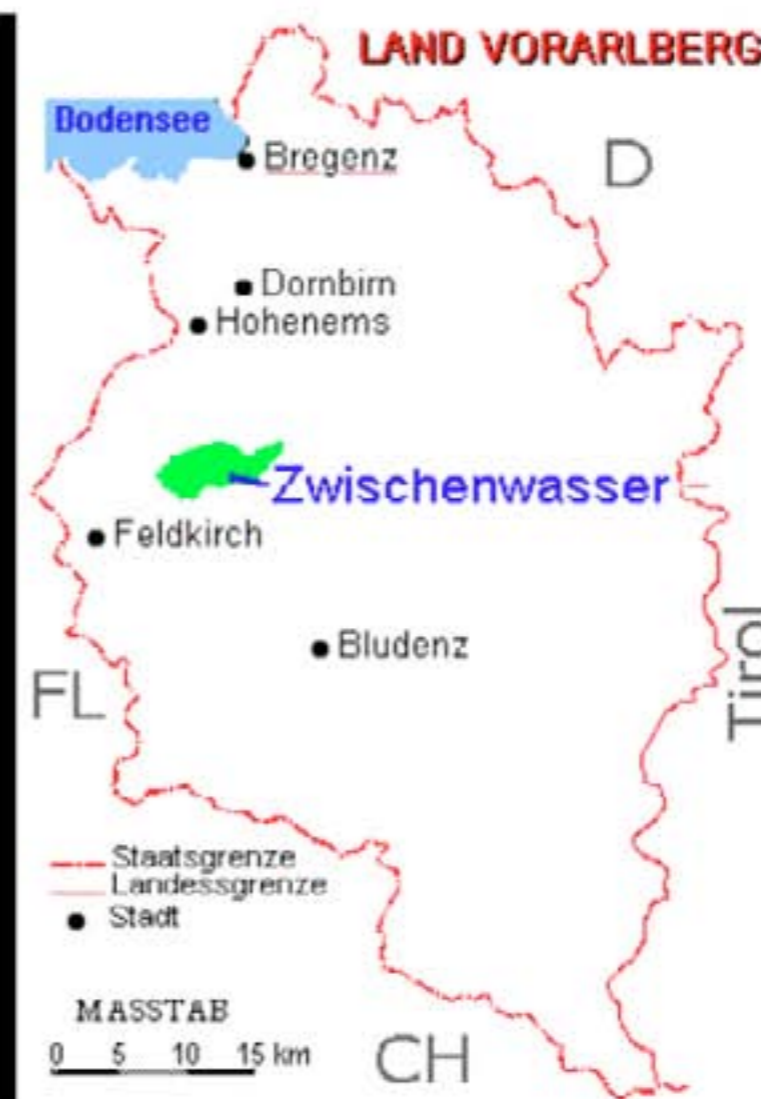 LAND VORARLBERG
Bodensee
D
Bregenz
Dornbirn
Hohenems
Zwischenwasser
Feldkirch
Tirol
Bludenz
FL
Staatsgrenze
Landessgrenze
Stadt
MASSTAB
0 5 10 15 km
CH